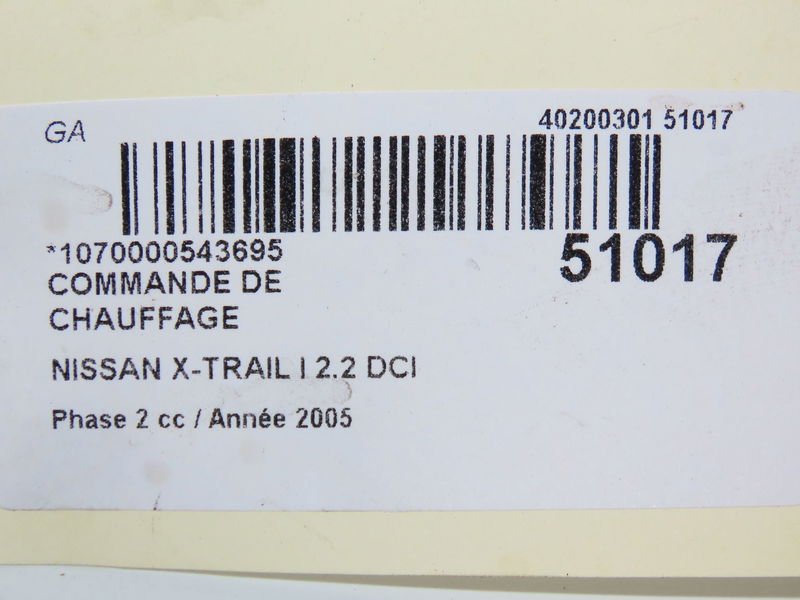 GA
40200301 51017
*1070000543695
51017
COMMANDE DE
CHAUFFAGE
NISSAN X-TRAIL I 2.2 DCI
Phase 2 cc / Année 2005